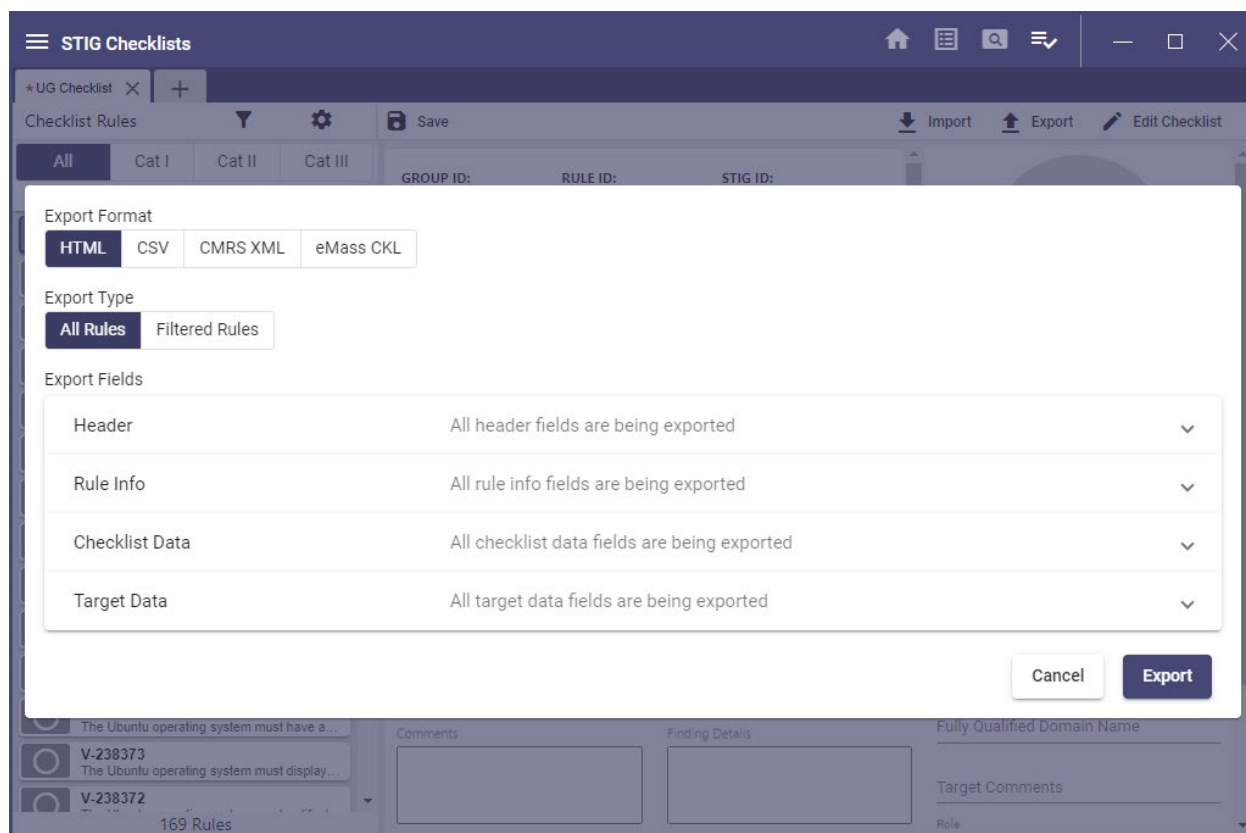 STIG Checklists
* UG Checklist
Checklist Rules
Save
Import
Export
Edit Checklist
All
Cat I
Cat II
Cat III
GROUP ID:
RULE ID:
STIG ID:
Export Format
HTML
CSV
CMRS XML
eMass CKL
Export Type
All Rules
Filtered Rules
Export Fields
Header
All header fields are being exported
Rule Info
All rule info fields are being exported
Checklist Data
All checklist data fields are being exported
Target Data
All target data fields are being exported
Cancel
Export
The Ubuntu operating system must have a...
V-238373
The Ubuntu operating system must display...
V-238372
169 Rules
Comments
Finding Details
Fully Qualified Domain Name
Target Comments
Role